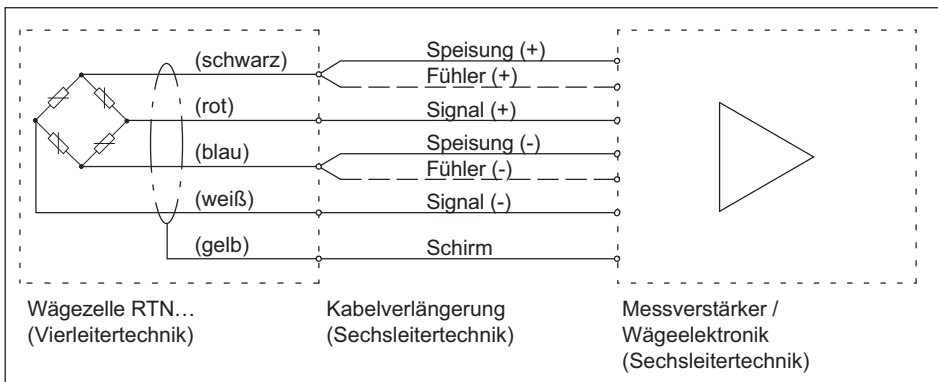 (schwarz)
Speisung (+)
Fühler (+)
(rot)
Signal (+)
(blau)
Speisung (-)
Fühler (-)
(weiß)
Signal (-)
(gelb)
Schirm
Wägezelle RTN...
(Vierleitertechnik)
Kabelverlängerung
(Sechsleitertechnik)
Messverstärker /
Wägeelektronik
(Sechsleitertechnik)